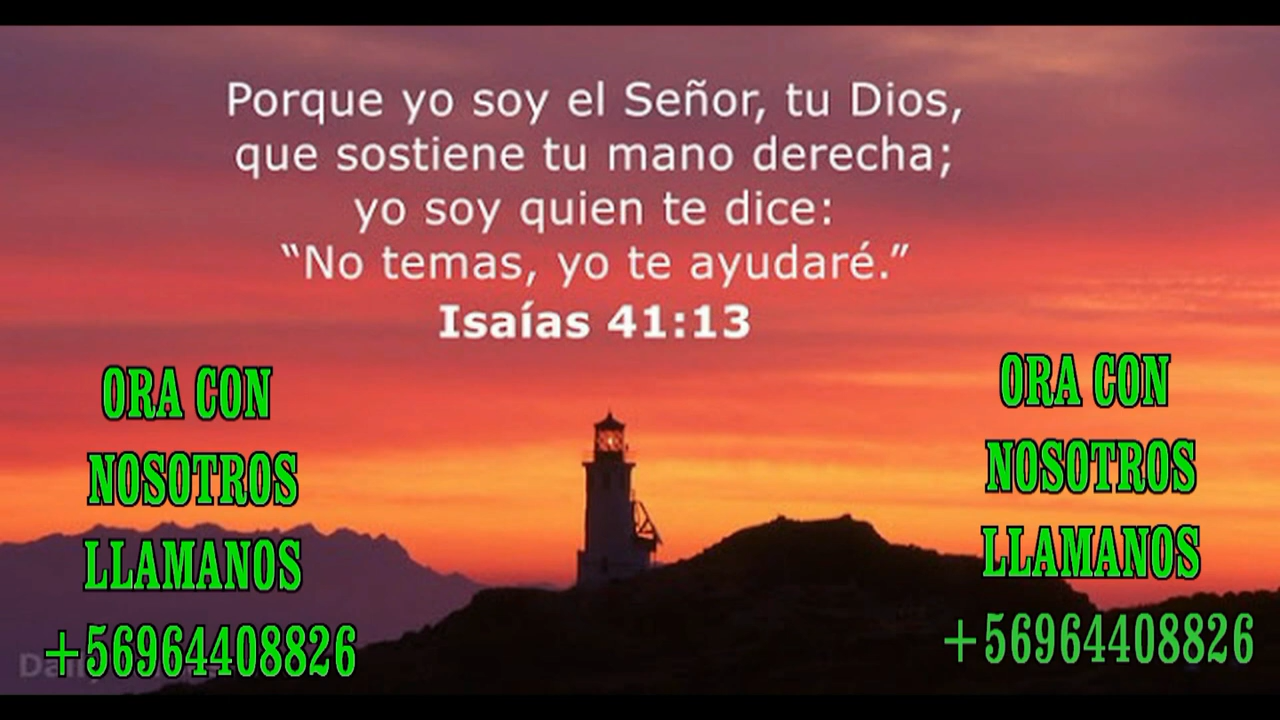 Porque yo soy el Señor, tu Dios,
que sostiene tu mano derecha;
yo soy quien te dice:
“No temas, yo te ayudaré.”
Isaías 41:13
ORA CON
NOSOTROS
LLAMANOS
+56964408826
ORA CON
NOSOTROS
LLAMANOS
+56964408826